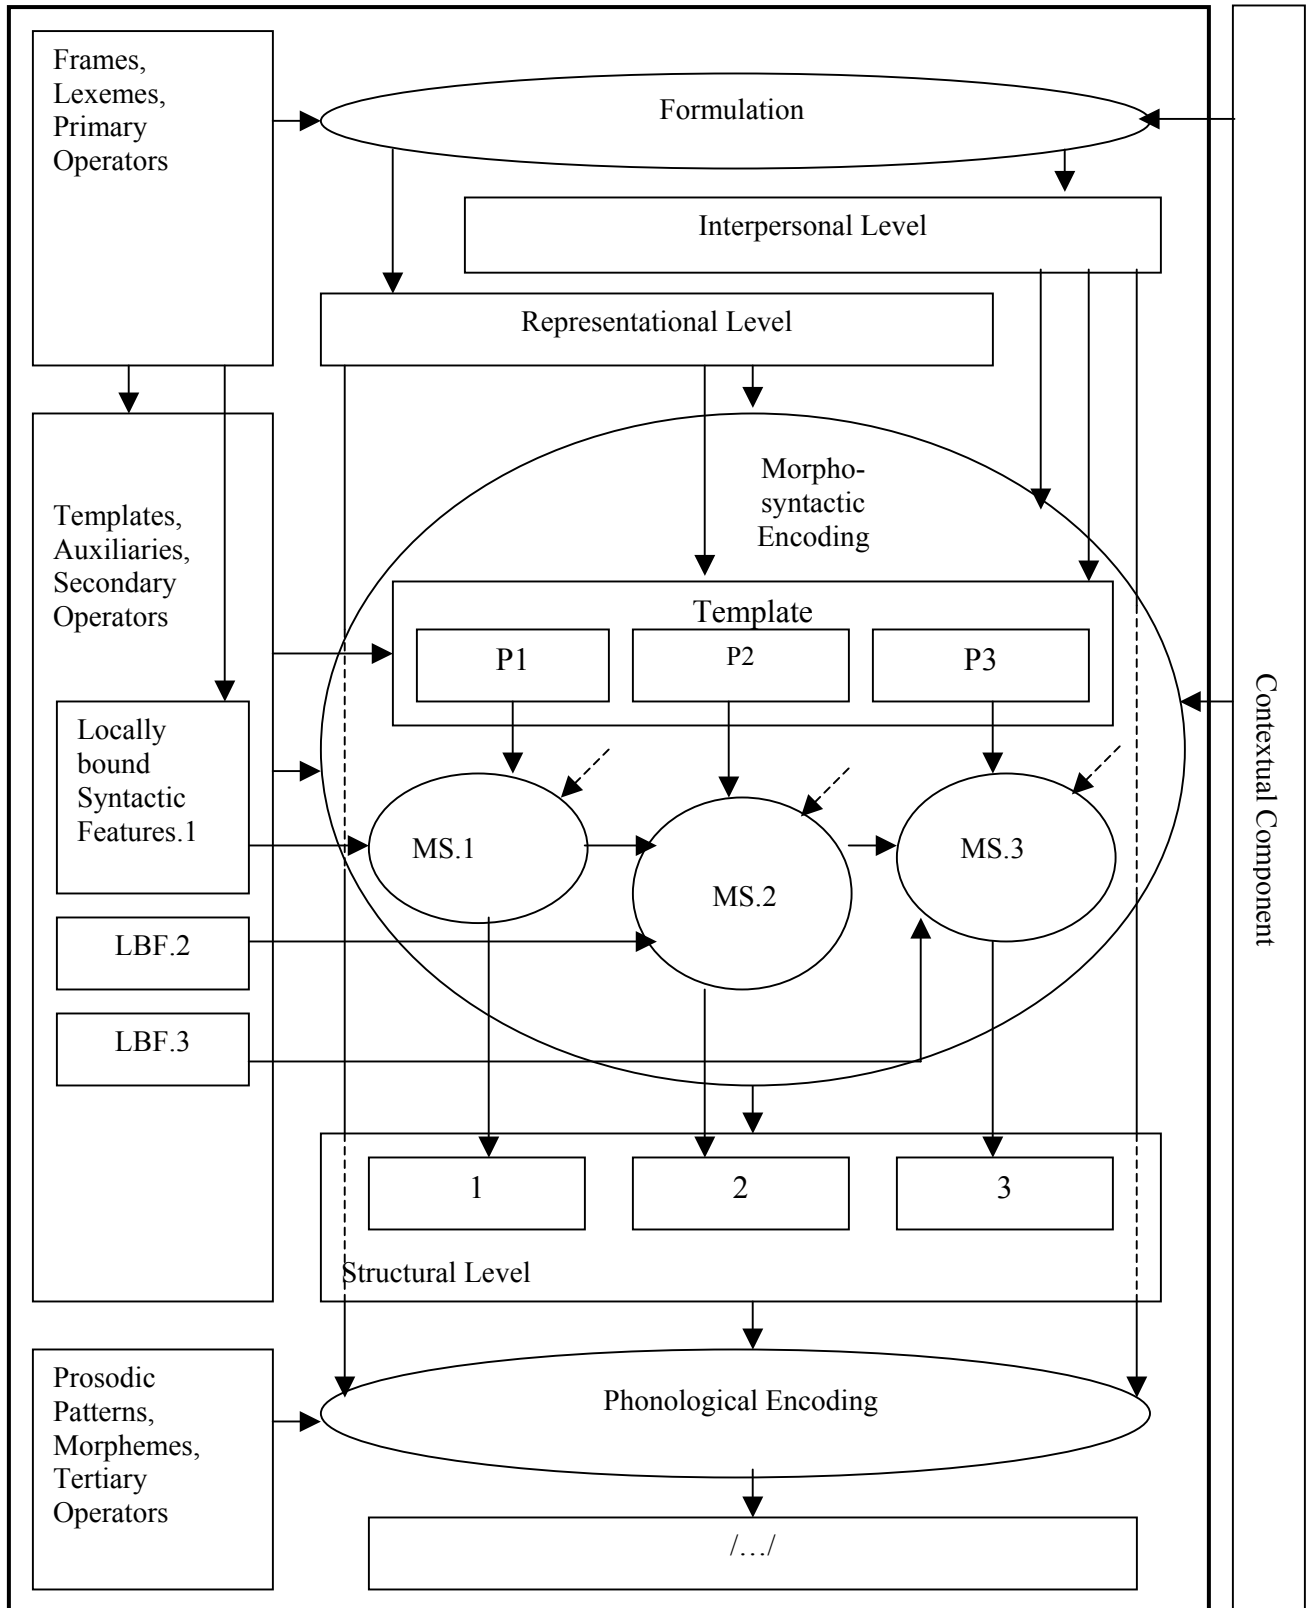 Frames,
Lexemes,
Primary
Operators
Formulation
Interpersonal Level
Representational Level
Morpho-
syntactic
Encoding
Templates,
Auxiliaries,
Secondary
Operators
Template
P1
P2
P3
Locally
bound
Syntactic
Features.1
MS.1
MS.2
MS.3
LBF.2
LBF.3
1
2
3
Structural Level
Prosodic
Patterns,
Morphemes,
Tertiary
Operators
Phonological Encoding
/…/
Contextual Component